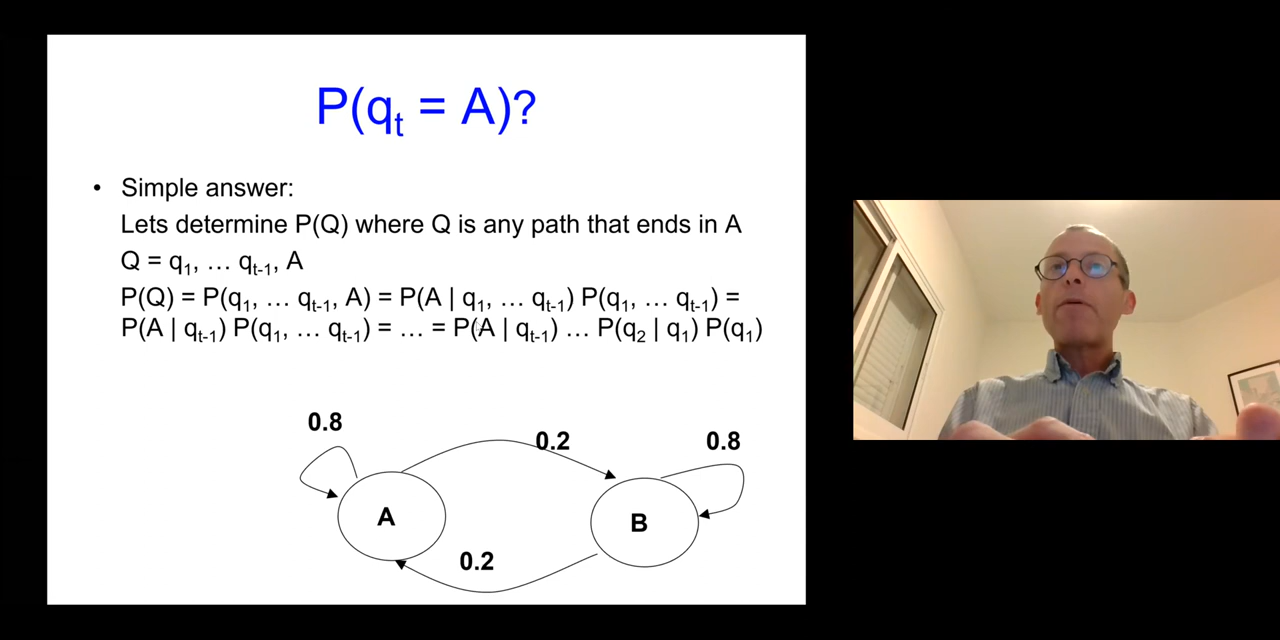 P(qt = A)?
• Simple answer:
Lets determine P(Q) where Q is any path that ends in A
Q = q1, … qt-1, A
P(Q) = P(q1, … qt-1, A) = P(A | q1, … qt-1) P(q1, … qt-1) =
P(A | qt-1) P(q1, … qt-1) = … = P(A | qt-1) … P(q2 | q1) P(q1)
0.8
0.2
0.8
A
B
0.2